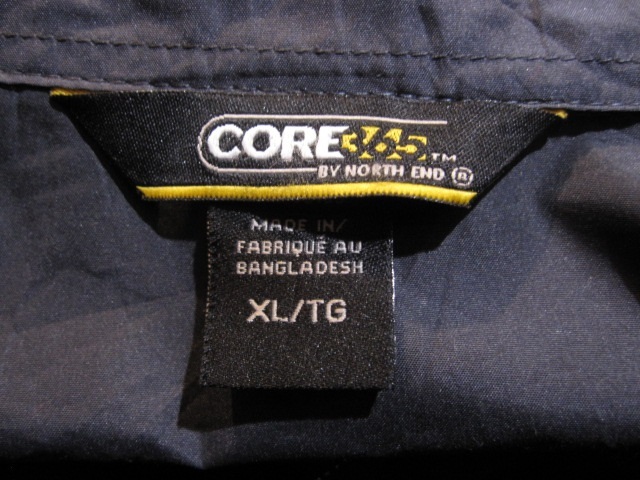 CORE365™
BY NORTH END ®
MADE IN/
FABRIQUÉ AU
BANGLADESH
XL/TG